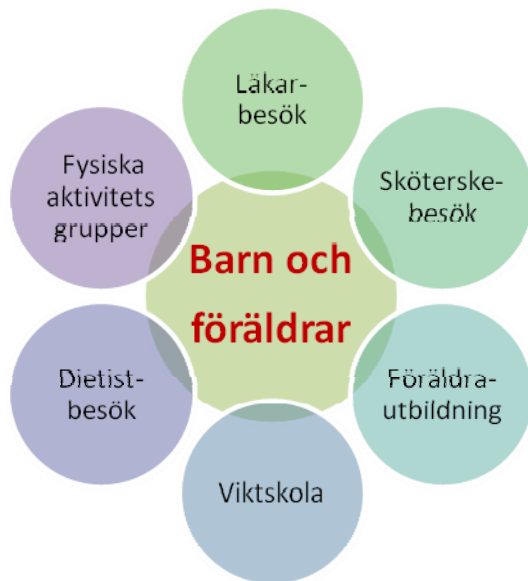 Läkar-
besök
Sköterske-
besök
Föräldra-
utbildning
Viktskola
Dietist-
besök
Fysiska
aktivitets
grupper
Barn och
föräldrar